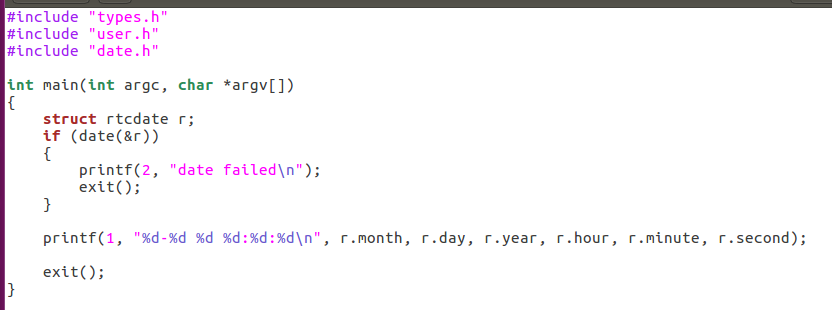 #include "types.h"
#include "user.h"
#include "date.h"

int main(int argc, char *argv[])
{
    struct rtcdate r;
    if (date(&r))
    {
        printf(2, "date failed\n");
        exit();
    }

    printf(1, "%d-%d %d %d:%d:%d\n", r.month, r.day, r.year, r.hour, r.minute, r.second);

    exit();
}